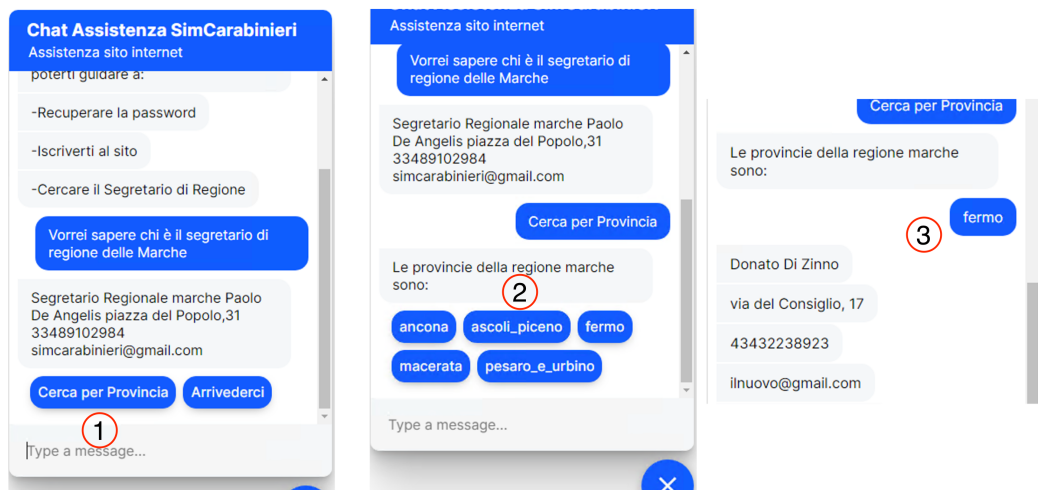 Chat Assistenza SimCarabinieri
Assistenza sito internet
poterti guidare a:
-Recuperare la password
-Iscriverti al sito
-Cercare il Segretario di Regione
Vorrei sapere chi è il segretario di
regione delle Marche
Segretario Regionale marche Paolo
De Angelis piazza del Popolo,31
33489102984
simcarabinieri@gmail.com
Cerca per Provincia
Arrivederci
1
Type a message...
Assistenza sito internet
Vorrei sapere chi è il segretario di
regione delle Marche
Segretario Regionale marche Paolo
De Angelis piazza del Popolo,31
33489102984
simcarabinieri@gmail.com
Cerca per Provincia
Le provincie della regione marche
sono:
2
ancona
ascoli_piceno
fermo
macerata
pesaro_e_urbino
Type a message...
Cerca per Provincia
Le provincie della regione marche
sono:
fermo
3
Donato Di Zinno
via del Consiglio, 17
43432238923
ilnuovo@gmail.com